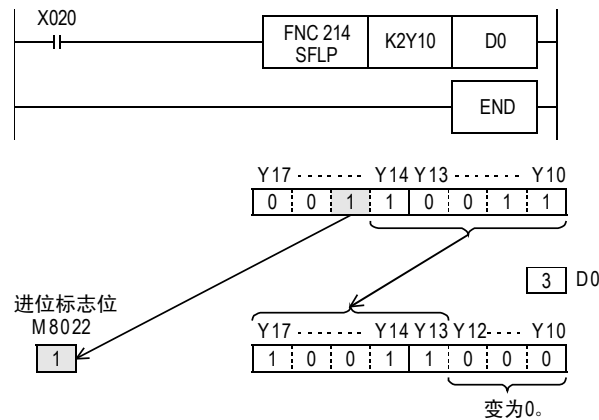 X020
FNC 214
SFLP
K2Y10
D0
END
Y17 - - - - - - - Y14 Y13 - - - - - - - Y10
0 0 1 1 0 0 1 1
3 D0
进位标志位
M8022
1
Y17 - - - - - - - Y14 Y13 Y12 - - - - Y10
1 0 0 1 1 0 0 0
变为0。